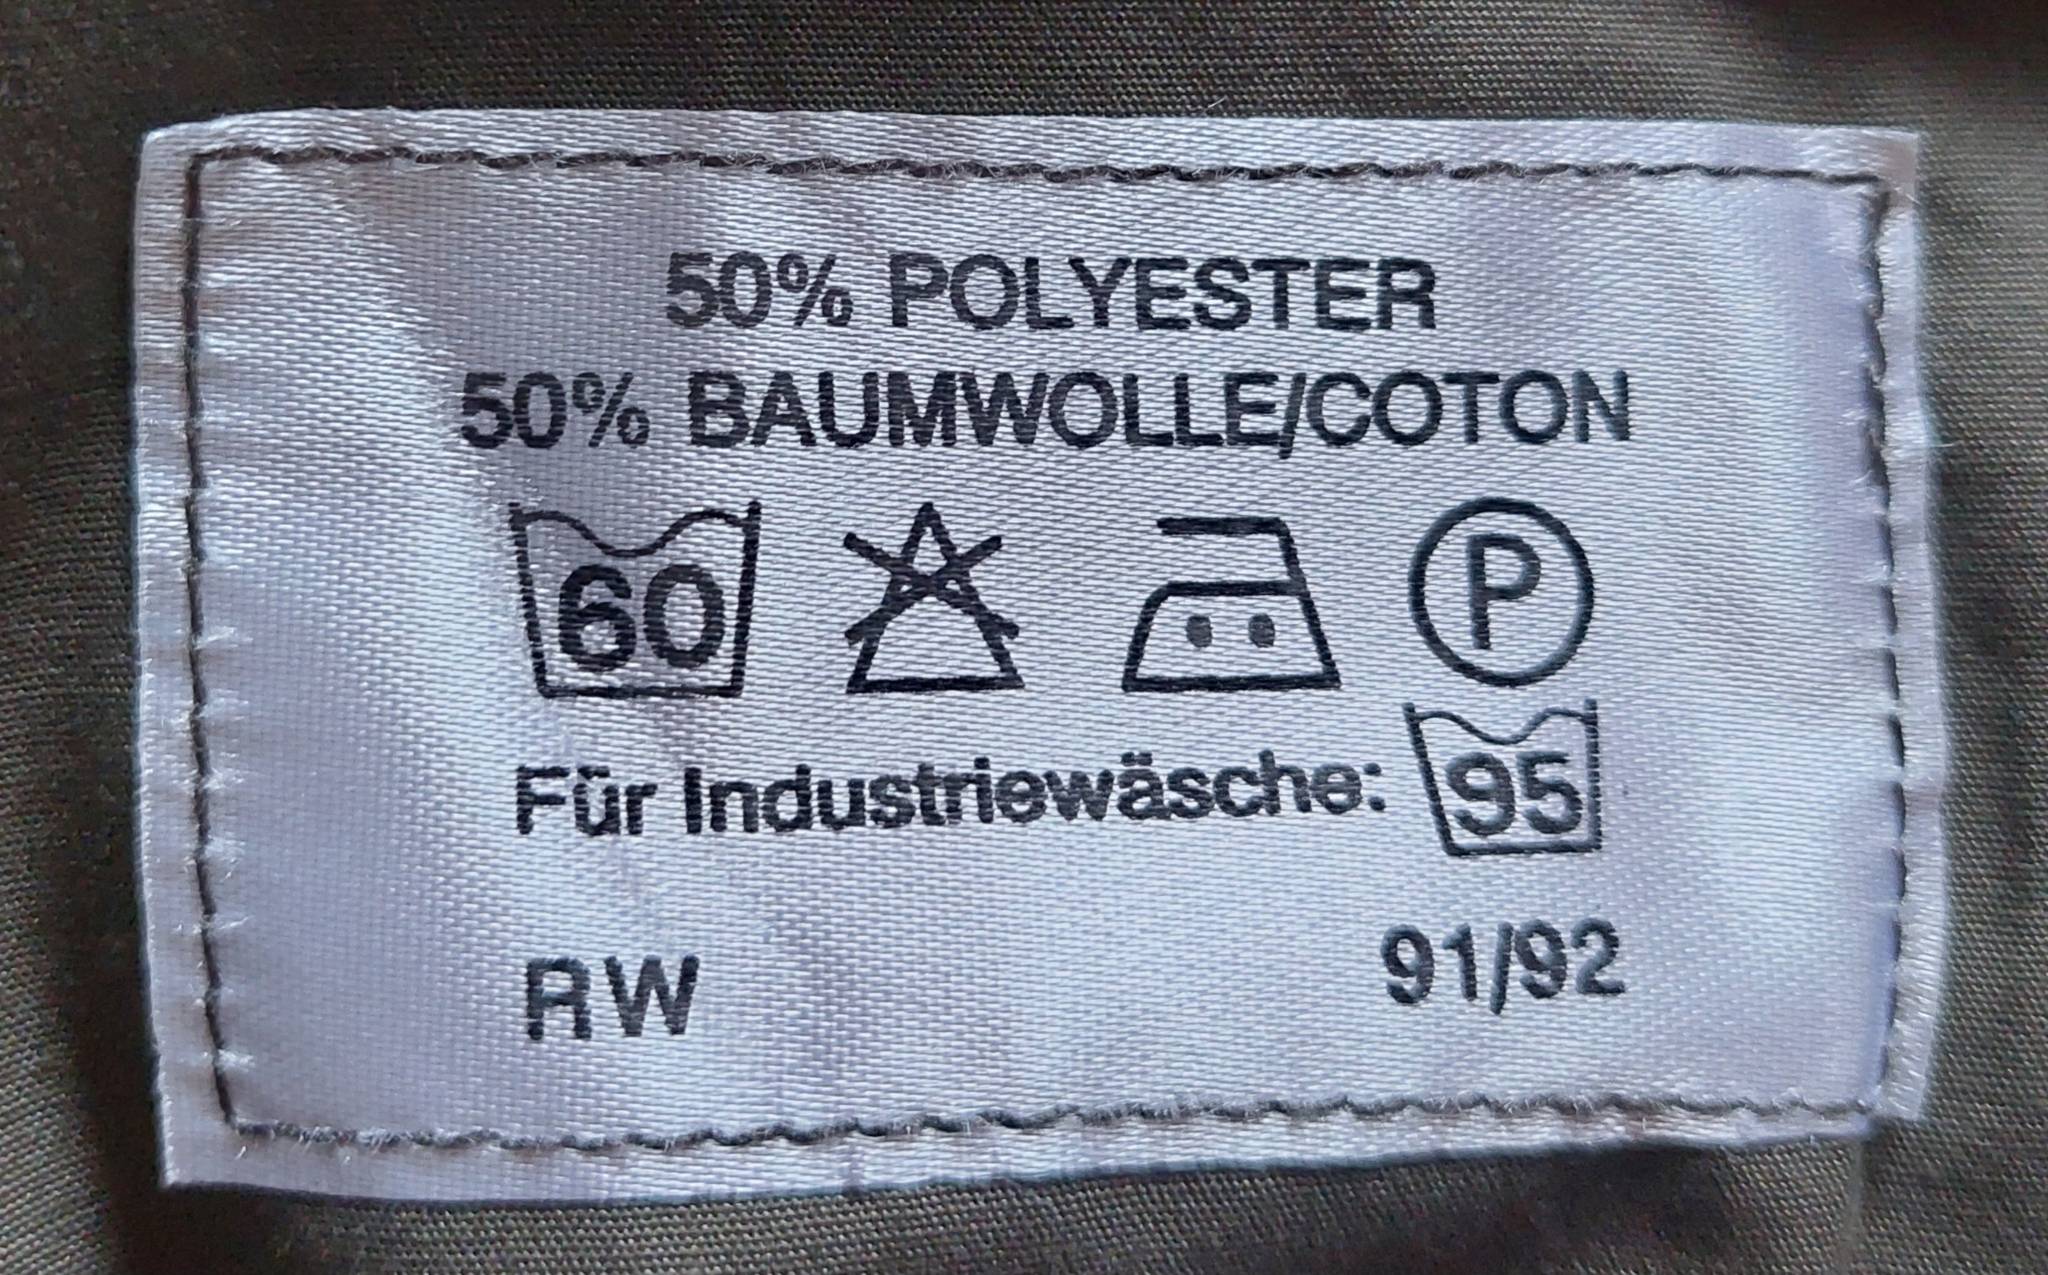 50% POLYESTER
50% BAUMWOLLE/COTON
60 P
Für Industriewäsche: 95
RW 91/92